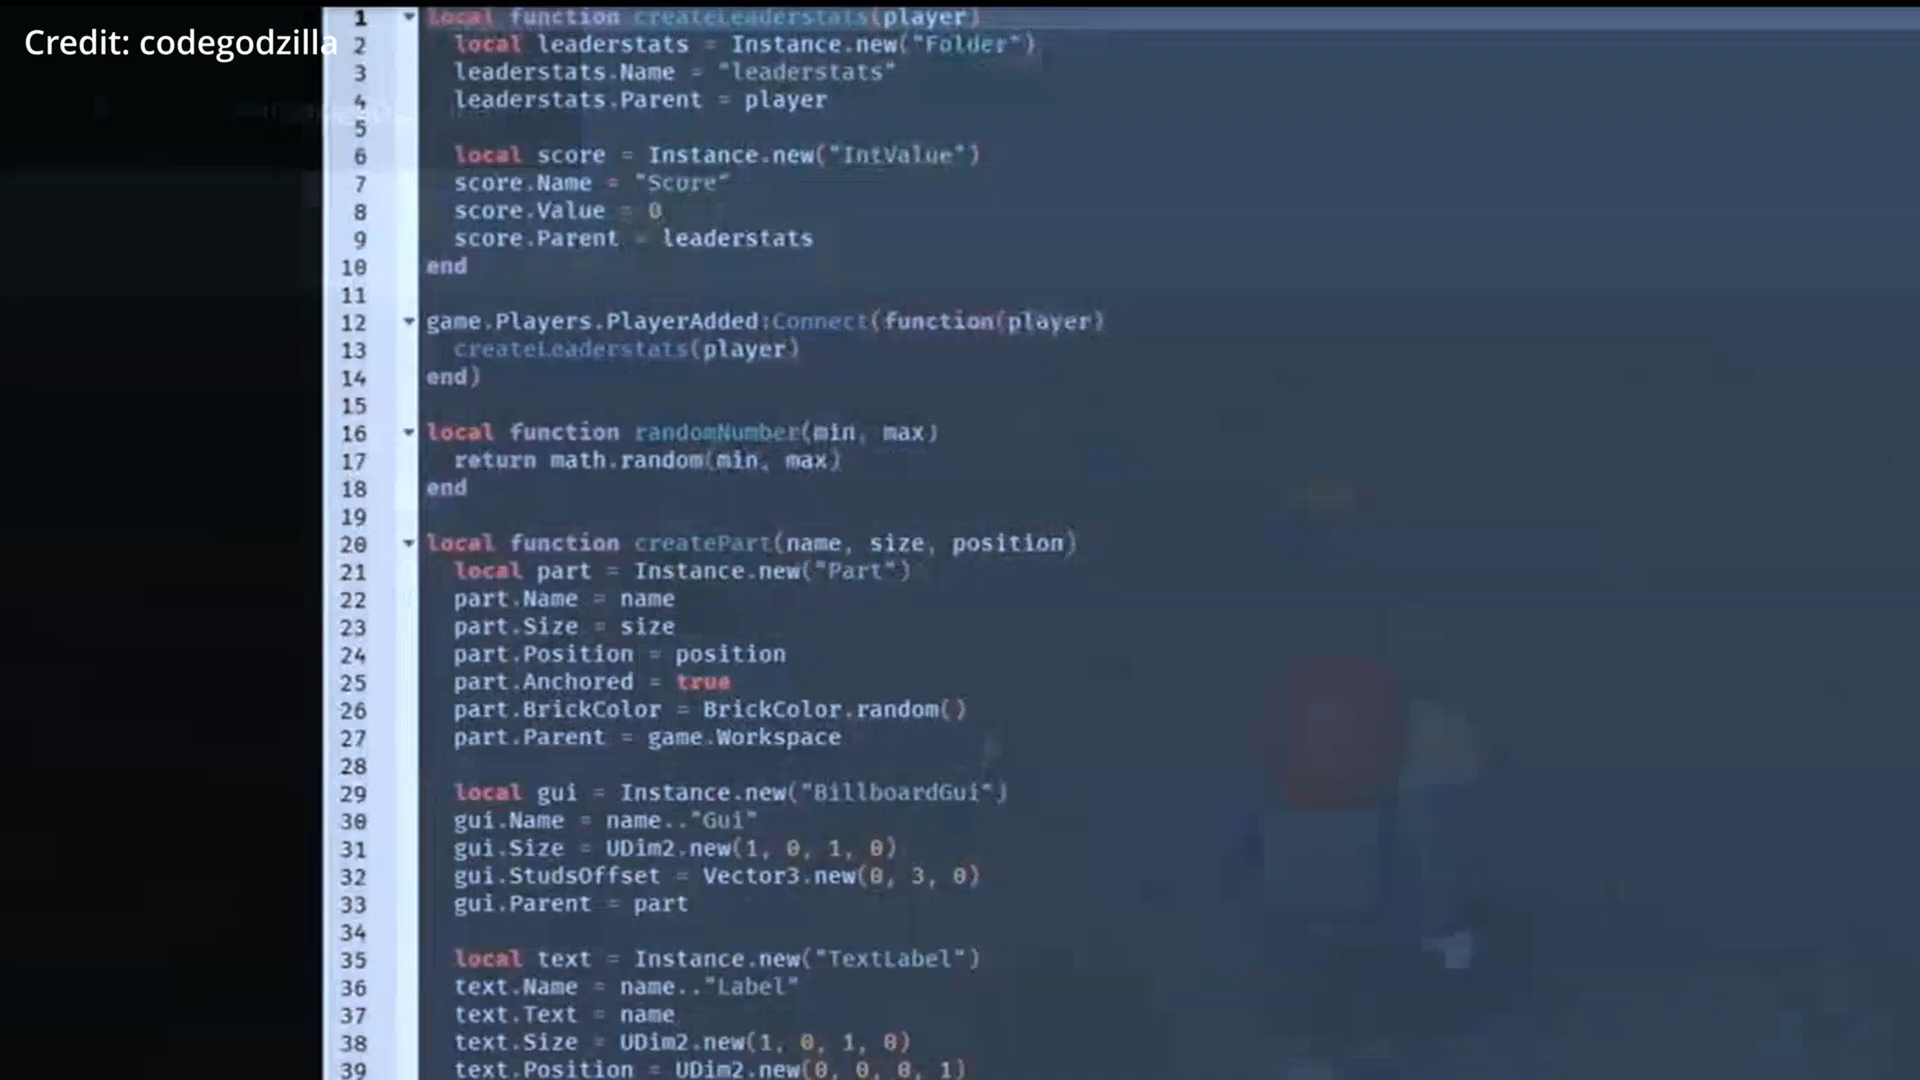 Credit: codegodzilla
1 local function createLeaderstats(player)
2 local leaderstats = Instance.new("Folder")
3 leaderstats.Name = "leaderstats"
4 leaderstats.Parent = player
5
6 local score = Instance.new("IntValue")
7 score.Name = "Score"
8 score.Value = 0
9 score.Parent = leaderstats
10 end
11
12 game.Players.PlayerAdded:Connect(function(player)
13 createLeaderstats(player)
14 end)
15
16 local function randomNumber(min, max)
17 return math.random(min, max)
18 end
19
20 local function createPart(name, size, position)
21 local part = Instance.new("Part")
22 part.Name = name
23 part.Size = size
24 part.Position = position
25 part.Anchored = true
26 part.BrickColor = BrickColor.random()
27 part.Parent = game.Workspace
28
29 local gui = Instance.new("BillboardGui")
30 gui.Name = name.."Gui"
31 gui.Size = UDim2.new(1, 0, 1, 0)
32 gui.StudsOffset = Vector3.new(0, 3, 0)
33 gui.Parent = part
34
35 local text = Instance.new("TextLabel")
36 text.Name = name.."Label"
37 text.Text = name
38 text.Size = UDim2.new(1, 0, 1, 0)
39 text.Position = UDim2.new(0, 0, 0, 1)